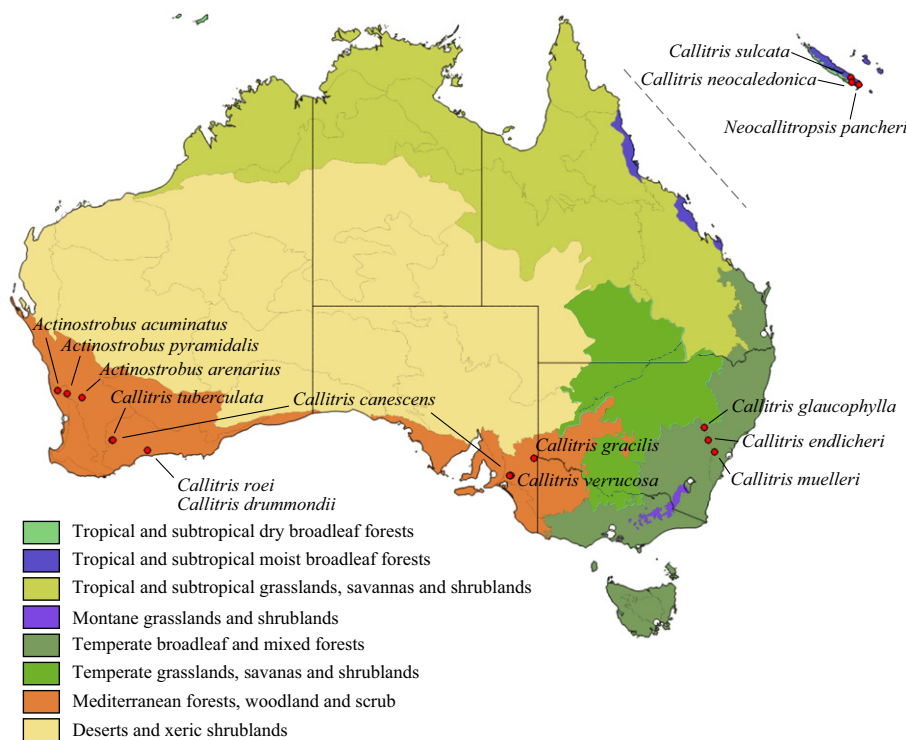 Callitris sulcata
Callitris neocaledonica
Neocallitropsis pancheri
Actinostrobus acuminatus
Actinostrobus pyramidalis
Actinostrobus arenarius
Callitris tuberculata
Callitris canescens
Callitris glaucophylla
Callitris gracilis
Callitris endlicheri
Callitris verrucosa
Callitris muelleri
Callitris roei
Callitris drummondii
Tropical and subtropical dry broadleaf forests
Tropical and subtropical moist broadleaf forests
Tropical and subtropical grasslands, savannas and shrublands
Montane grasslands and shrublands
Temperate broadleaf and mixed forests
Temperate grasslands, savanas and shrublands
Mediterranean forests, woodland and scrub
Deserts and xeric shrublands